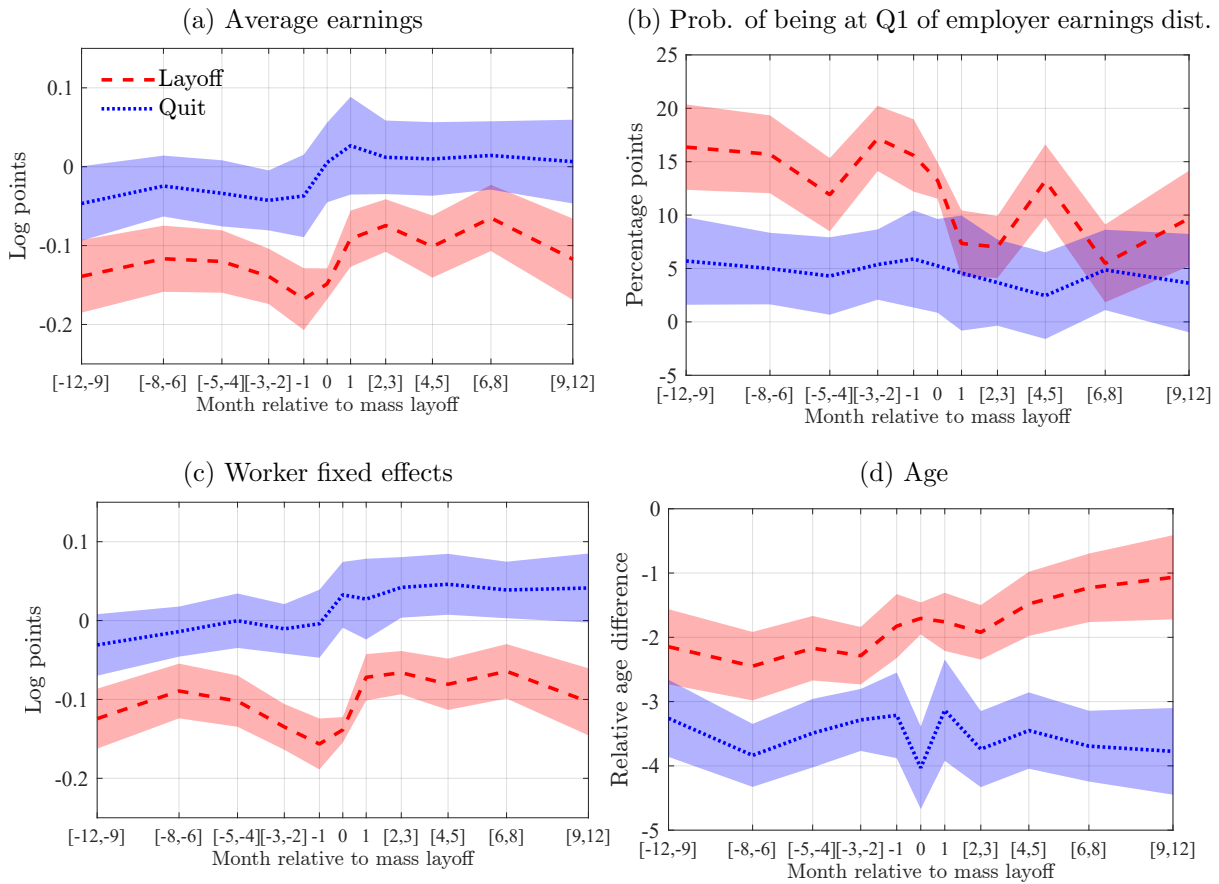 (a) Average earnings
Layoff
Quit
0.1
0
-0.1
-0.2
Log points
[-12,-9] [-8,-6] [-5,-4] [-3,-2] -1 0 1 [2,3] [4,5] [6,8] [9,12]
Month relative to mass layoff
(b) Prob. of being at Q1 of employer earnings dist.
25
20
15
10
5
0
-5
Percentage points
[-12,-9] [-8,-6] [-5,-4] [-3,-2] -1 0 1 [2,3] [4,5] [6,8] [9,12]
Month relative to mass layoff
(c) Worker fixed effects
0.1
0
-0.1
-0.2
Log points
[-12,-9] [-8,-6] [-5,-4] [-3,-2] -1 0 1 [2,3] [4,5] [6,8] [9,12]
Month relative to mass layoff
(d) Age
0
-1
-2
-3
-4
-5
Relative age difference
[-12,-9] [-8,-6] [-5,-4] [-3,-2] -1 0 1 [2,3] [4,5] [6,8] [9,12]
Month relative to mass layoff